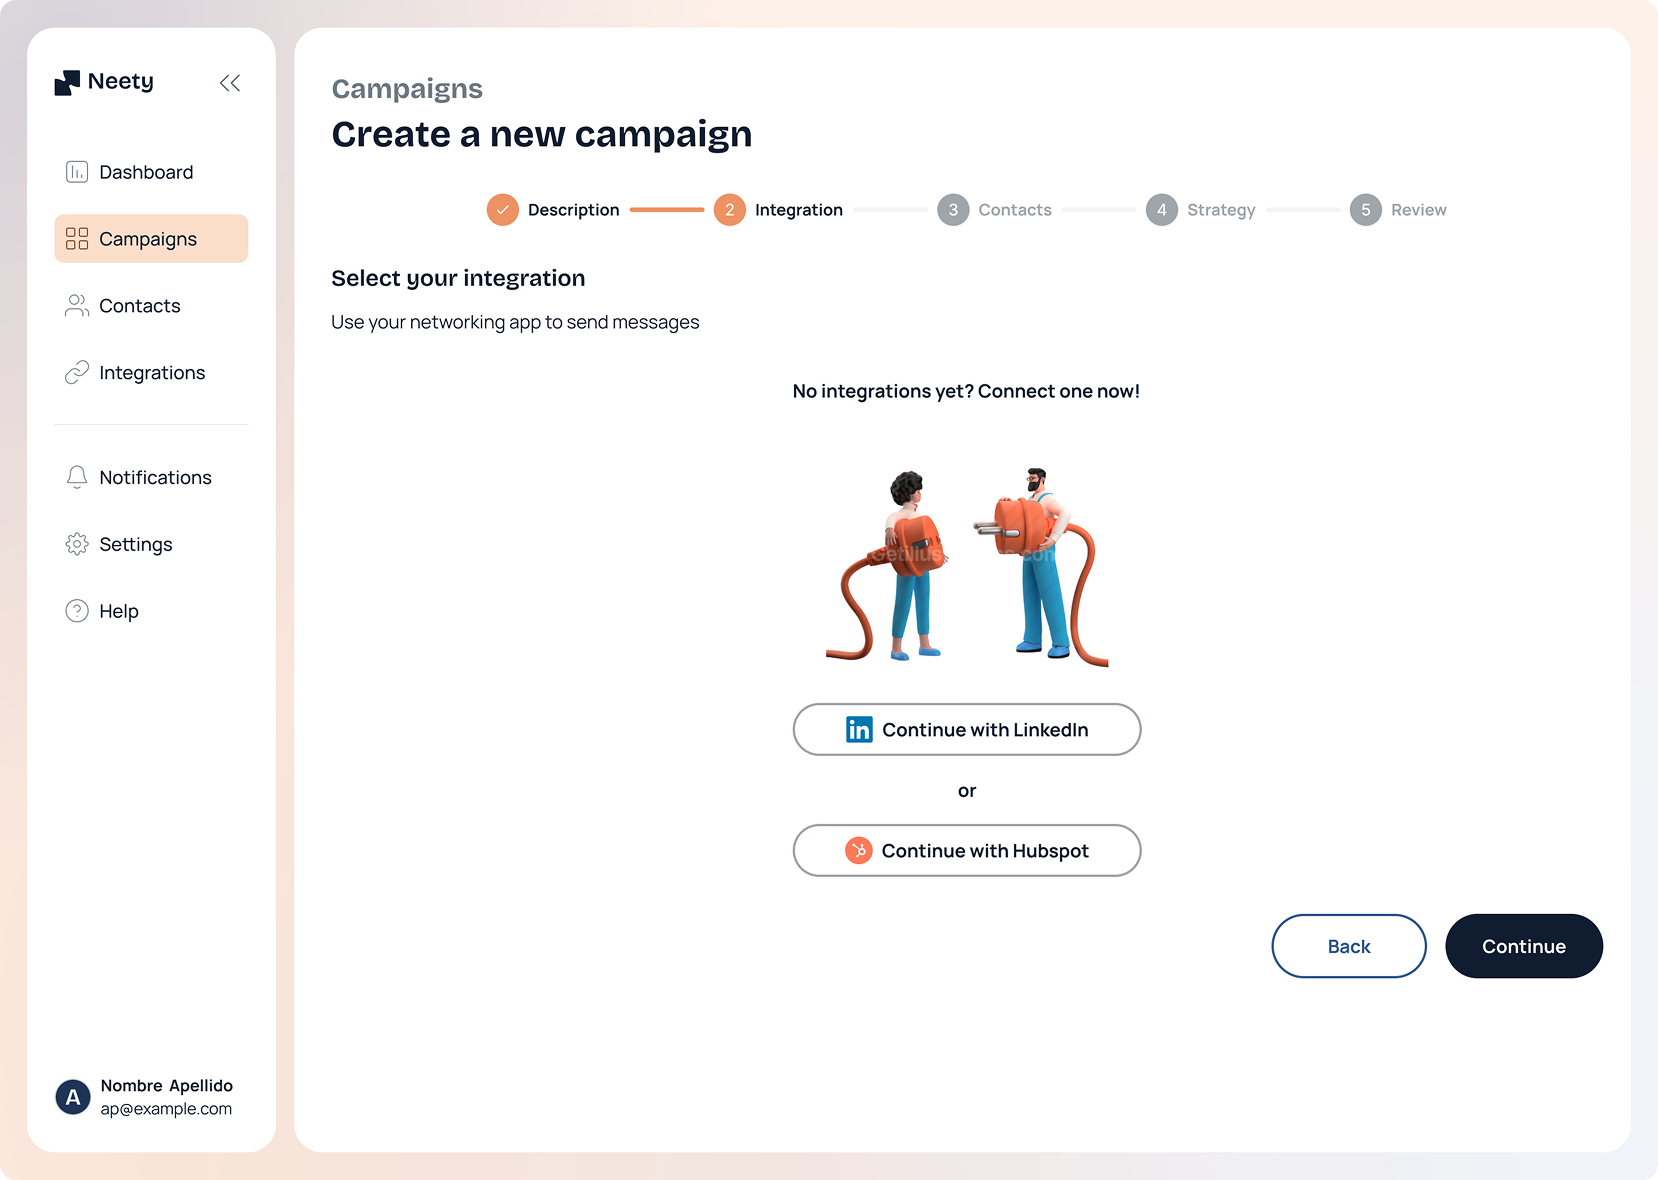 Neety
Dashboard
Campaigns
Contacts
Integrations
Notifications
Settings
Help
A
Nombre Apellido
ap@example.com
Campaigns
Create a new campaign
Description
2 Integration
3 Contacts
4 Strategy
5 Review
Select your integration
Use your networking app to send messages
No integrations yet? Connect one now!
in Continue with LinkedIn
or
Continue with Hubspot
Back
Continue